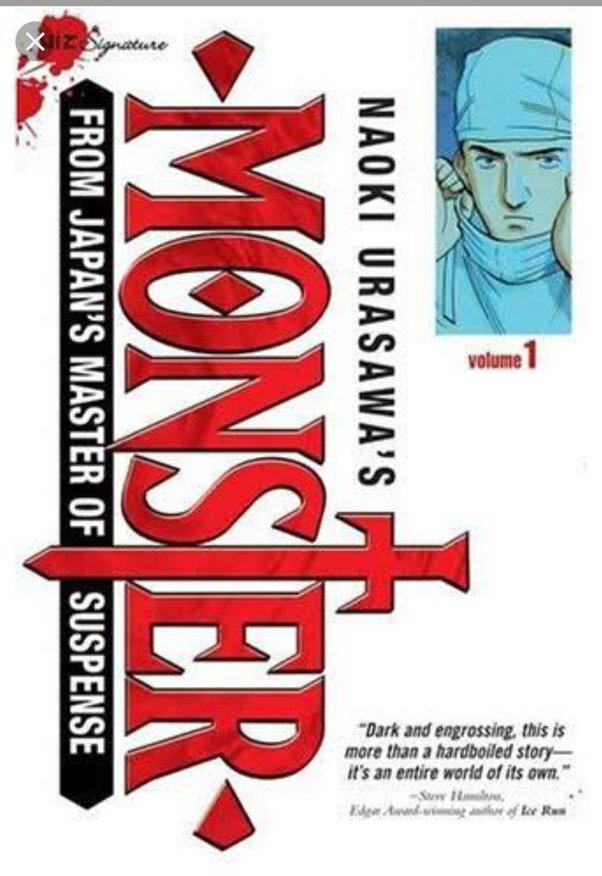 VIZ Signature
NAOKI URASAWA'S
MONSTER
FROM JAPAN'S MASTER OF SUSPENSE
volume 1
"Dark and engrossing, this is
more than a hardboiled story—
it's an entire world of its own."
—Steve Hamilton,
Edgar Award-winning author of Ice Run